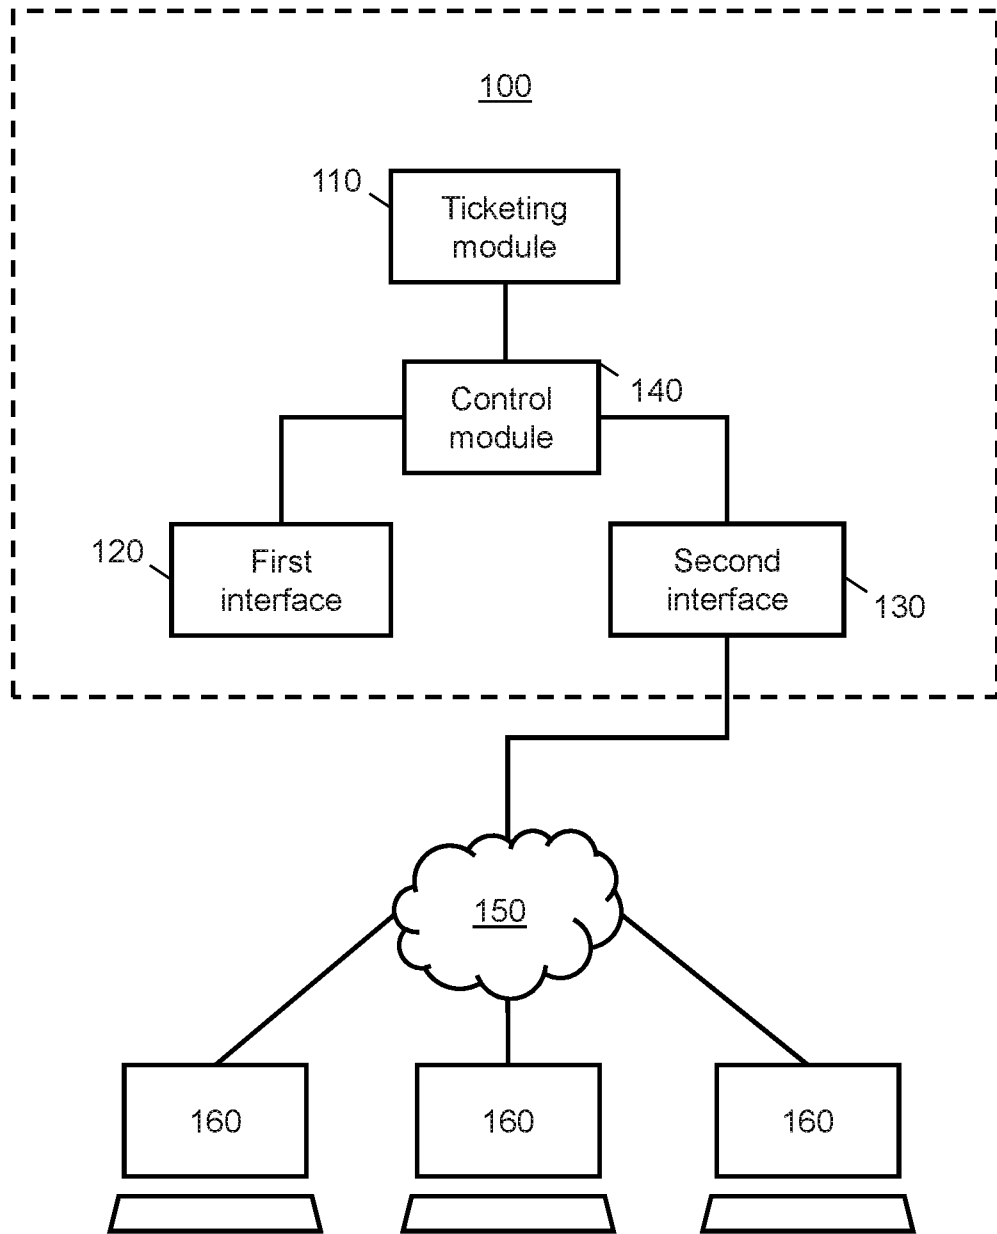 100
110
Ticketing
module
Control
module
140
120
First
interface
Second
interface
130
150
160
160
160